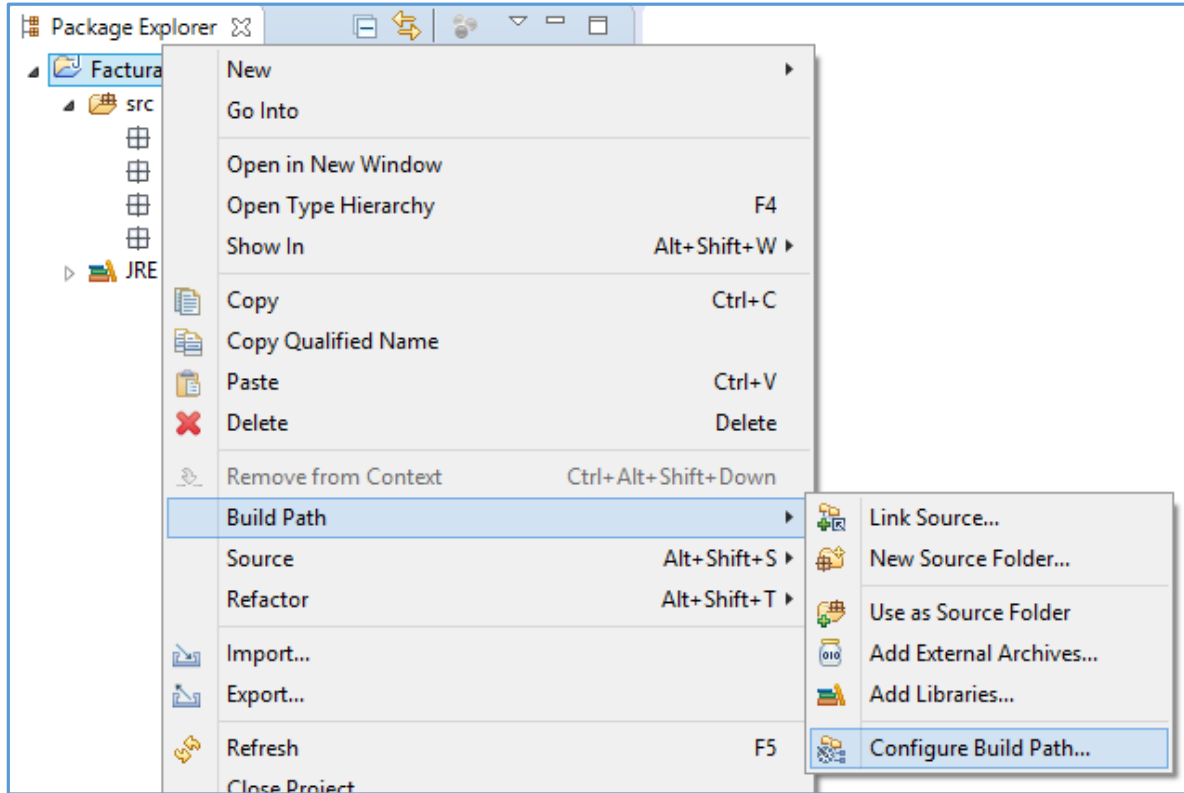 Package Explorer
Factura
src
JRE
New
Go Into
Open in New Window
Open Type Hierarchy F4
Show In Alt+Shift+W
Copy Ctrl+C
Copy Qualified Name
Paste Ctrl+V
Delete Delete
Remove from Context Ctrl+Alt+Shift+Down
Build Path
Source Alt+Shift+S
Refactor Alt+Shift+T
Import...
Export...
Refresh F5
Close Project
Link Source...
New Source Folder...
Use as Source Folder
010
Add External Archives...
Add Libraries...
Configure Build Path...